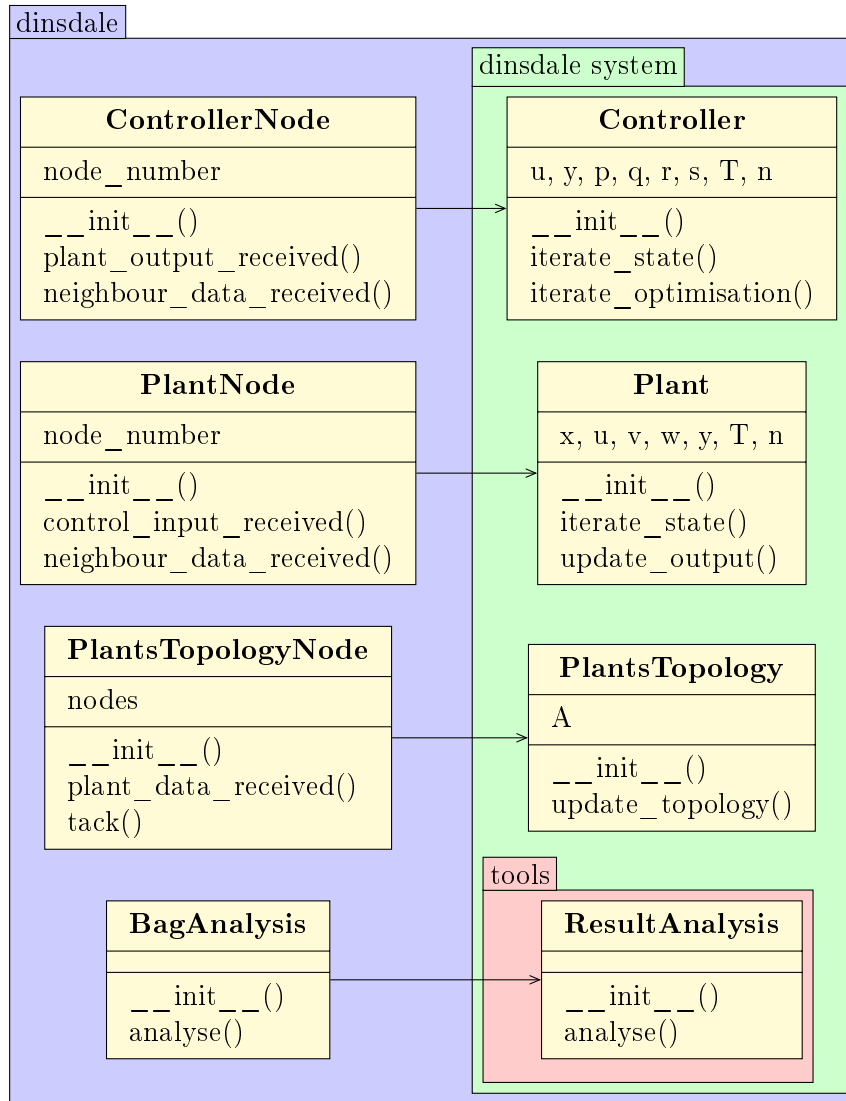 dinsdale
dinsdale system
ControllerNode
node_number
__init__()
plant_output_received()
neighbour_data_received()
Controller
u, y, p, q, r, s, T, n
__init__()
iterate_state()
iterate_optimisation()
PlantNode
node_number
__init__()
control_input_received()
neighbour_data_received()
Plant
x, u, v, w, y, T, n
__init__()
iterate_state()
update_output()
PlantsTopologyNode
nodes
__init__()
plant_data_received()
tack()
PlantsTopology
A
__init__()
update_topology()
tools
BagAnalysis
__init__()
analyse()
ResultAnalysis
__init__()
analyse()